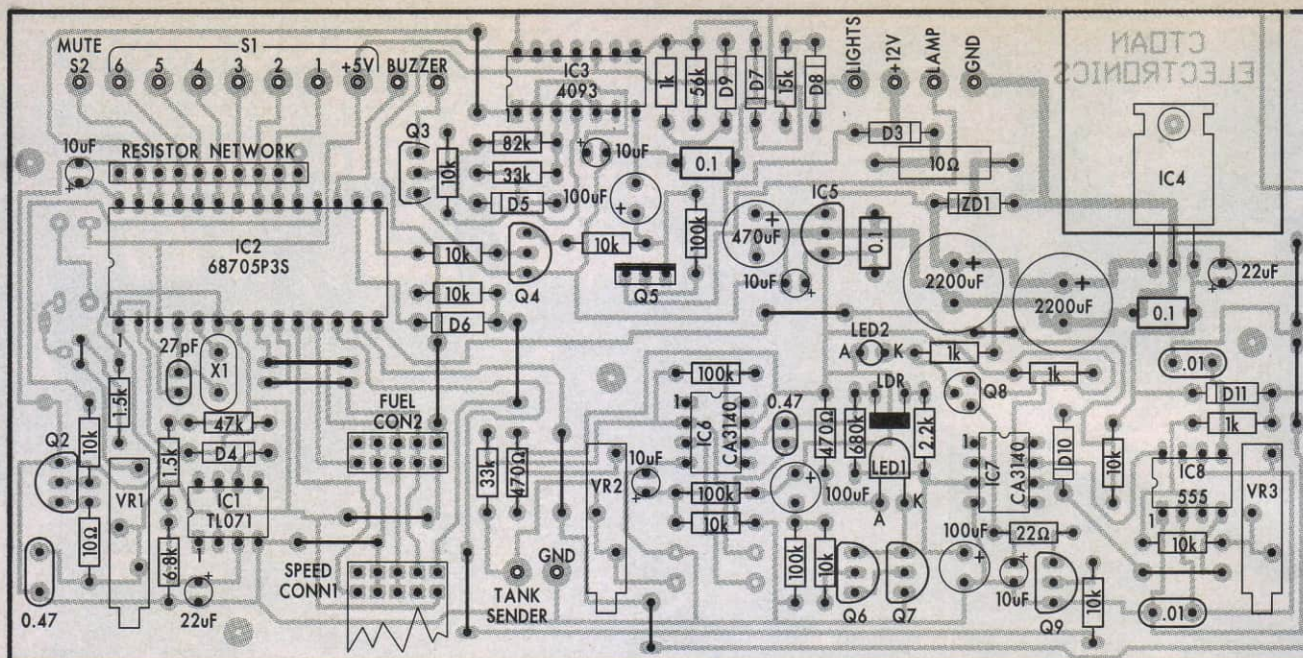 MUTE
S2
S1
6 5 4 3 2 1 +5V BUZZER
IC3
4093
1
1k
56k
D9
D7
15k
D8
LIGHTS
+12V
LAMP
GND
CTOAN
ELECTRONICS
10uF
RESISTOR NETWORK
Q3
10k
82k
33k
D5
10uF
100uF
0.1
D3
10Ω
ZD1
IC4
IC2
68705P3S
10k
Q4
10k
Q5
100k
470uF
IC5
0.1
10uF
2200uF
2200uF
22uF
0.1
10k
D6
1
27pF
X1
1.5k
LED2
A K
1k
1k
.01
D11
1k
FUEL
CON2
100k
1
IC6
CA3140
0.47
470Ω
680k
LDR
LED1
2.2k
Q8
1
IC7
CA3140
D10
10k
IC8
555
1
VR3
Q2
10k
10Ω
VR1
47k
D4
1.5k
IC1
TL071
1
6.8k
33k
470Ω
VR2
10uF
100k
10k
100uF
A
K
100uF
22Ω
10k
0.47
22uF
SPEED
CONN1
TANK
SENDER
GND
100k
10k
Q6
Q7
10uF
Q9
10k
.01